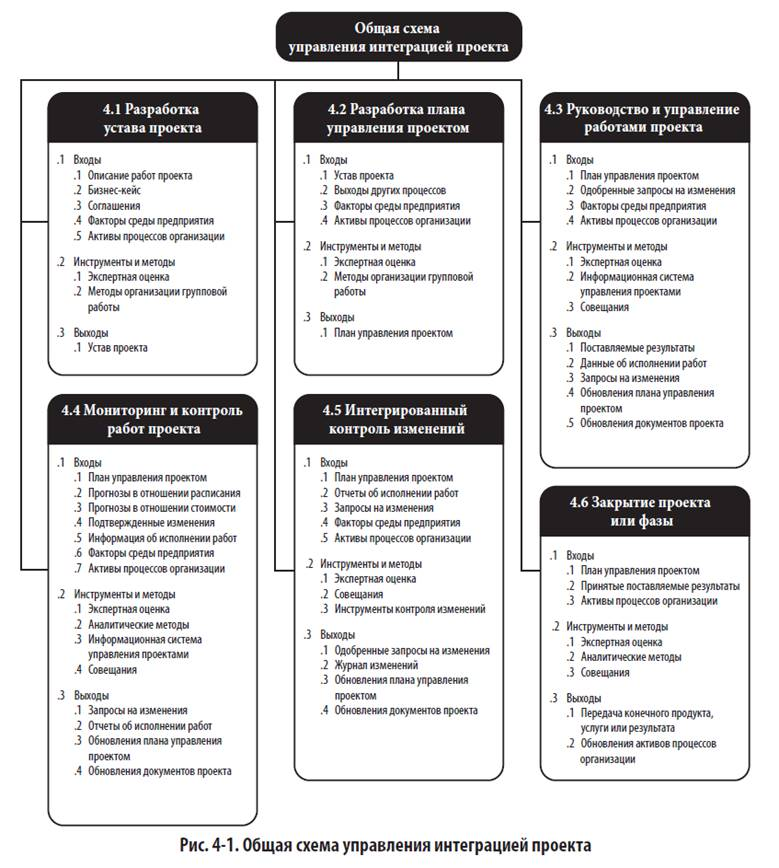 Общая схема
управления интеграцией проекта
4.1 Разработка
устава проекта
.1 Входы
.1 Описание работ проекта
.2 Бизнес-кейс
.3 Соглашения
.4 Факторы среды предприятия
.5 Активы процессов организации
.2 Инструменты и методы
.1 Экспертная оценка
.2 Методы организации групповой
работы
.3 Выходы
.1 Устав проекта
4.2 Разработка плана
управления проектом
.1 Входы
.1 Устав проекта
.2 Выходы других процессов
.3 Факторы среды предприятия
.4 Активы процессов организации
.2 Инструменты и методы
.1 Экспертная оценка
.2 Методы организации групповой
работы
.3 Выходы
.1 План управления проектом
4.3 Руководство и управление
работами проекта
.1 Входы
.1 План управления проектом
.2 Одобренные запросы на изменения
.3 Факторы среды предприятия
.4 Активы процессов организации
.2 Инструменты и методы
.1 Экспертная оценка
.2 Информационная система
управления проектами
.3 Совещания
.3 Выходы
.1 Поставляемые результаты
.2 Данные об исполнении работ
.3 Запросы на изменения
.4 Обновления плана управления
проектом
.5 Обновления документов проекта
4.4 Мониторинг и контроль
работ проекта
.1 Входы
.1 План управления проектом
.2 Прогнозы в отношении расписания
.3 Прогнозы в отношении стоимости
.4 Подтвержденные изменения
.5 Информация об исполнении работ
.6 Факторы среды предприятия
.7 Активы процессов организации
.2 Инструменты и методы
.1 Экспертная оценка
.2 Аналитические методы
.3 Информационная система
управления проектами
.4 Совещания
.3 Выходы
.1 Запросы на изменения
.2 Отчеты об исполнении работ
.3 Обновления плана управления
проектом
.4 Обновления документов проекта
4.5 Интегрированный
контроль изменений
.1 Входы
.1 План управления проектом
.2 Отчеты об исполнении работ
.3 Запросы на изменения
.4 Факторы среды предприятия
.5 Активы процессов организации
.2 Инструменты и методы
.1 Экспертная оценка
.2 Совещания
.3 Инструменты контроля изменений
.3 Выходы
.1 Одобренные запросы на изменения
.2 Журнал изменений
.3 Обновления плана управления
проектом
.4 Обновления документов проекта
4.6 Закрытие проекта
или фазы
.1 Входы
.1 План управления проектом
.2 Принятые поставляемые результаты
.3 Активы процессов организации
.2 Инструменты и методы
.1 Экспертная оценка
.2 Аналитические методы
.3 Совещания
.3 Выходы
.1 Передача конечного продукта,
услуги или результата
.2 Обновления активов процессов
организации
Рис. 4-1. Общая схема управления интеграцией проекта